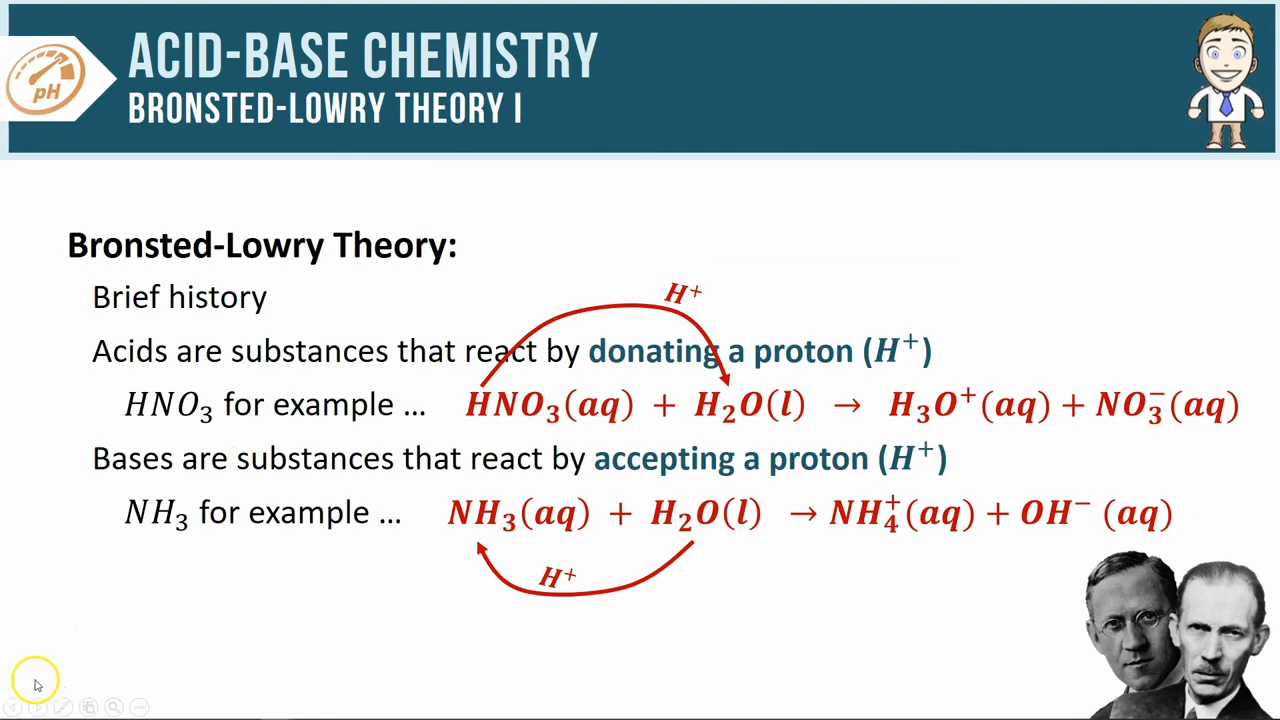 pH
ACID-BASE CHEMISTRY
BRONSTED-LOWRY THEORY I
Bronsted-Lowry Theory:
Brief history
H⁺
Acids are substances that react by donating a proton (H⁺)
HNO₃ for example ... HNO₃(aq) + H₂O(l) → H₃O⁺(aq) + NO₃⁻(aq)
Bases are substances that react by accepting a proton (H⁺)
NH₃ for example ... NH₃(aq) + H₂O(l) → NH₄⁺(aq) + OH⁻ (aq)
H⁺